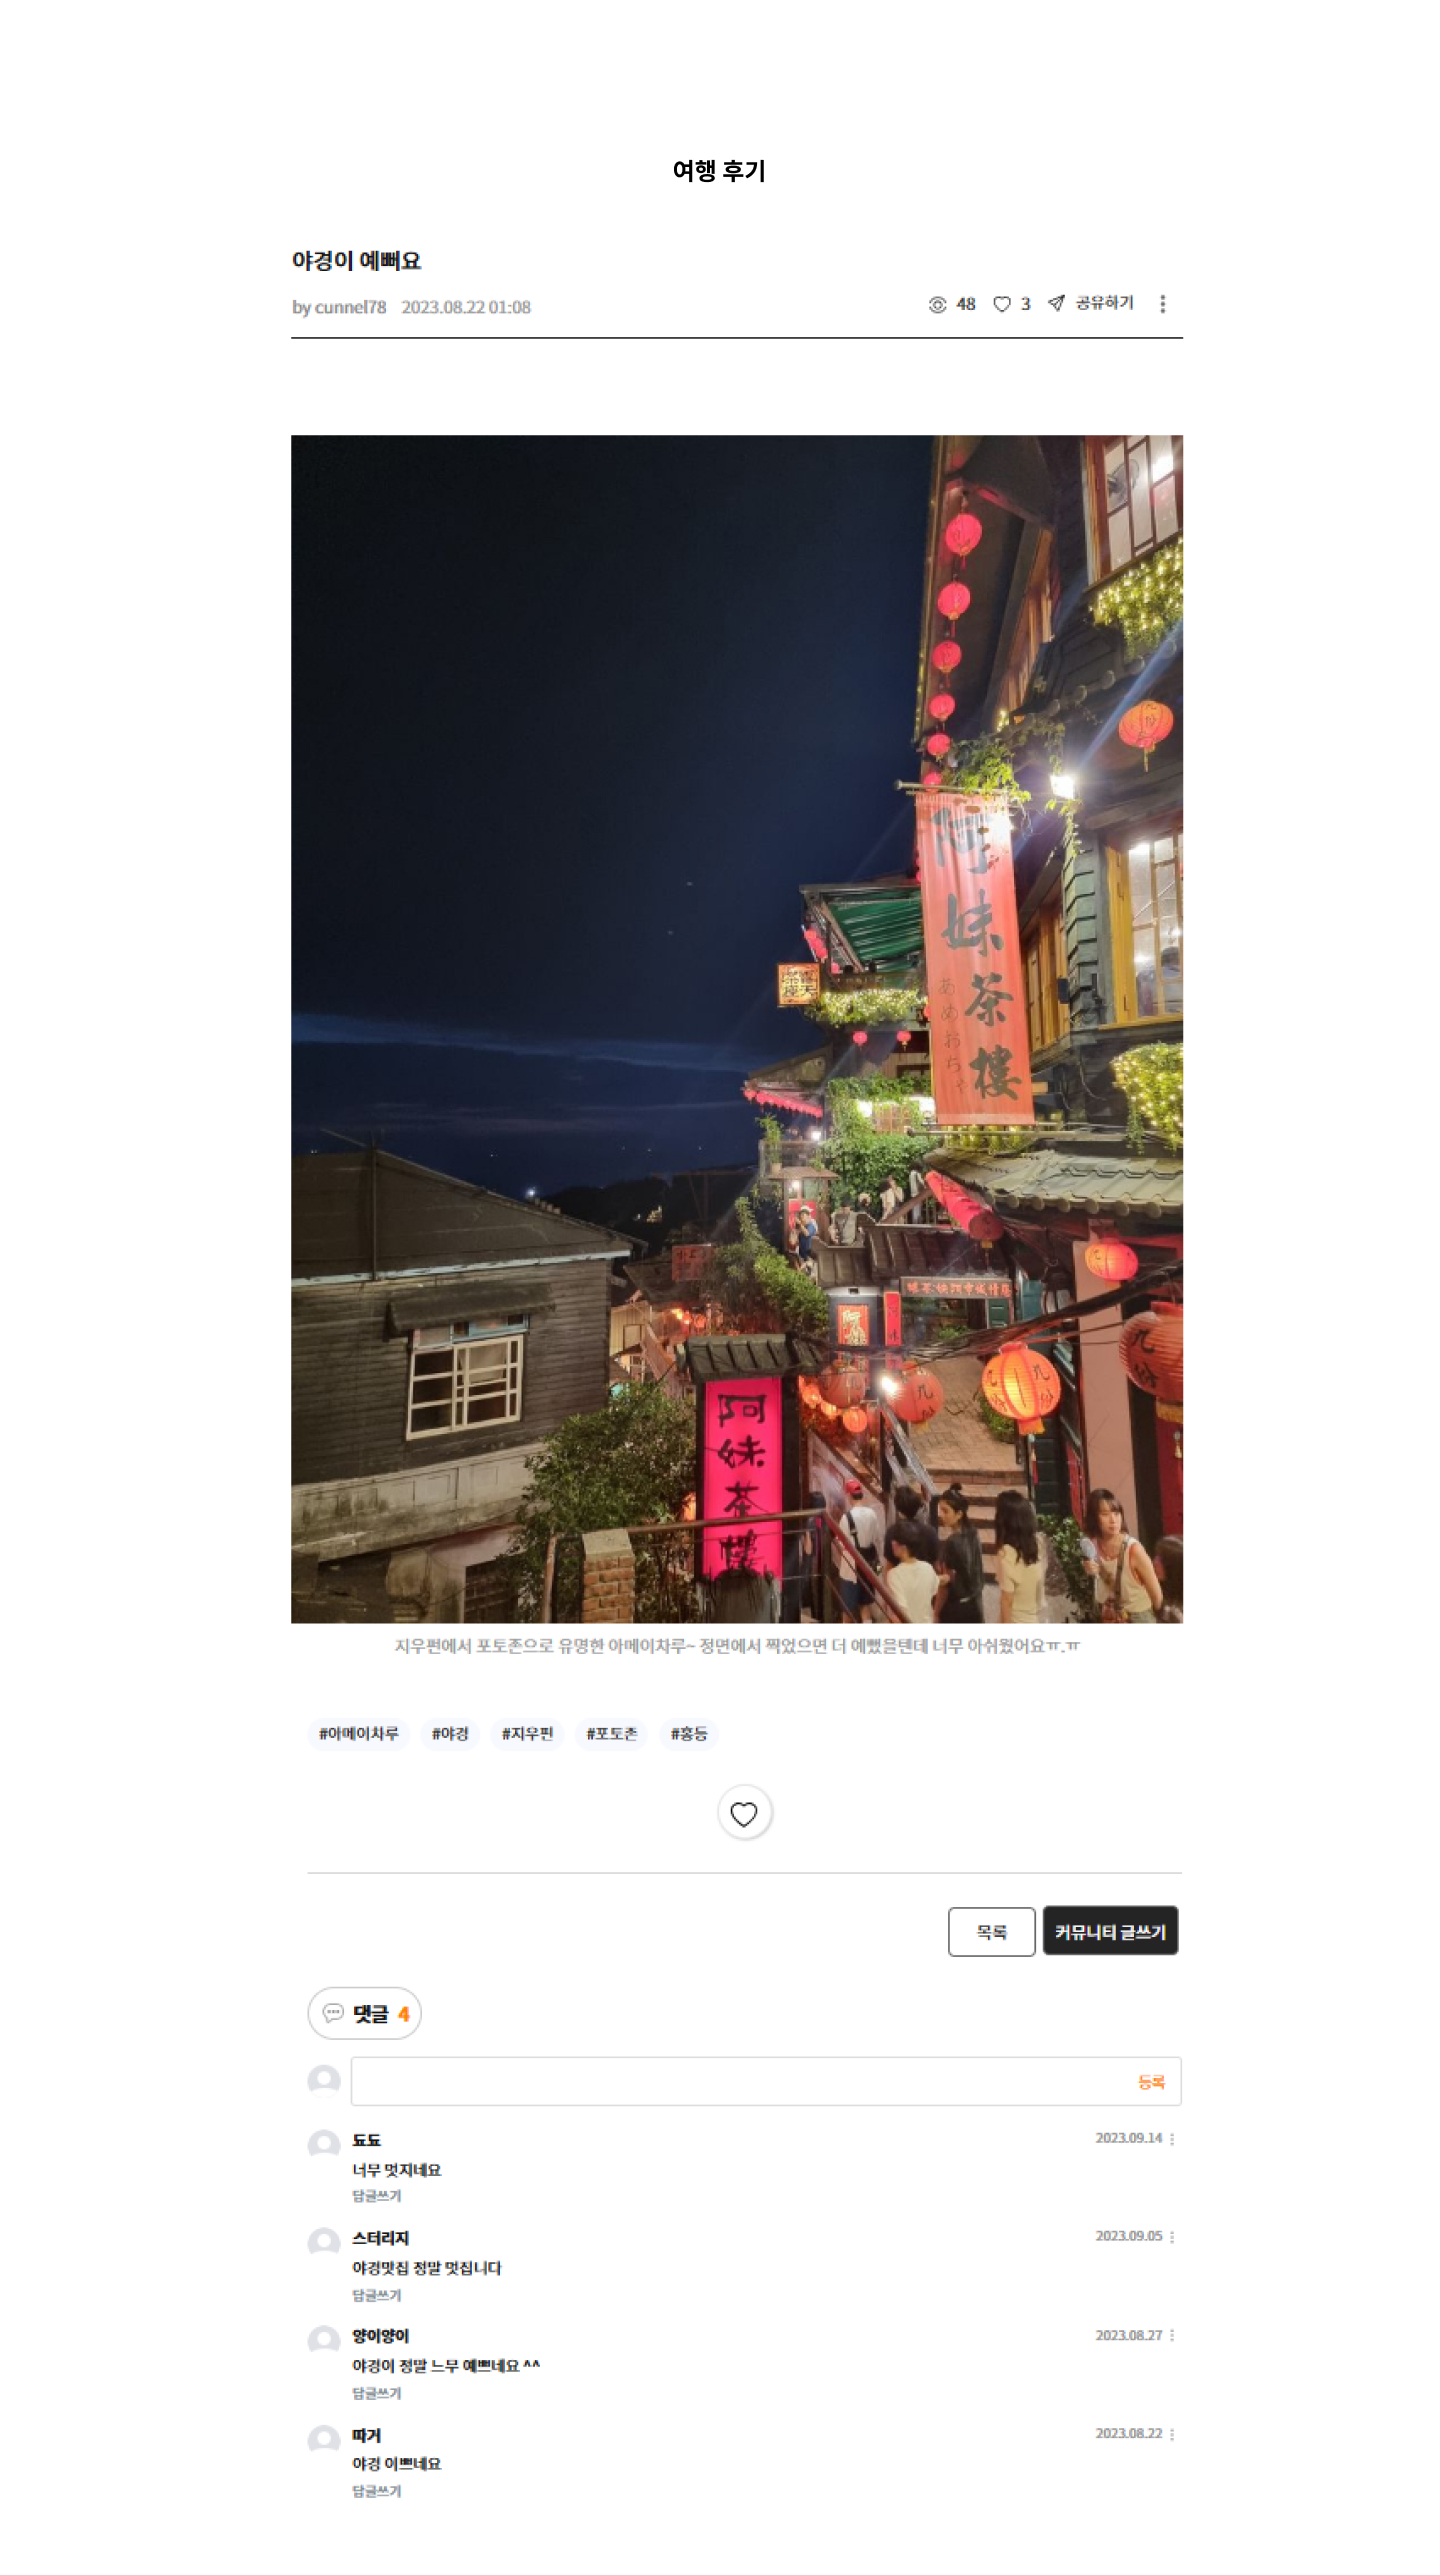 여행 후기
야경이 예뻐요
by cunnel78 2023.08.22 01:08
48 3 공유하기
九份
阿妹茶樓
あめおちゃ
阿妹茶樓
九份
九份
九份
지우펀에서 포토존으로 유명한 아메이차루~ 정면에서 찍었으면 더 예뻤을텐데 너무 아쉬웠어요ㅠ.ㅠ
#아메이차루 #야경 #지우펀 #포토존 #홍등
목록 커뮤니티 글쓰기
댓글 4
등록
됴됴 2023.09.14
너무 멋지네요
답글쓰기
스터리지 2023.09.05
야경맛집 정말 멋집니다
답글쓰기
양이양이 2023.08.27
야경이 정말 느무 예쁘네요 ^^
답글쓰기
따거 2023.08.22
야경 이쁘네요
답글쓰기